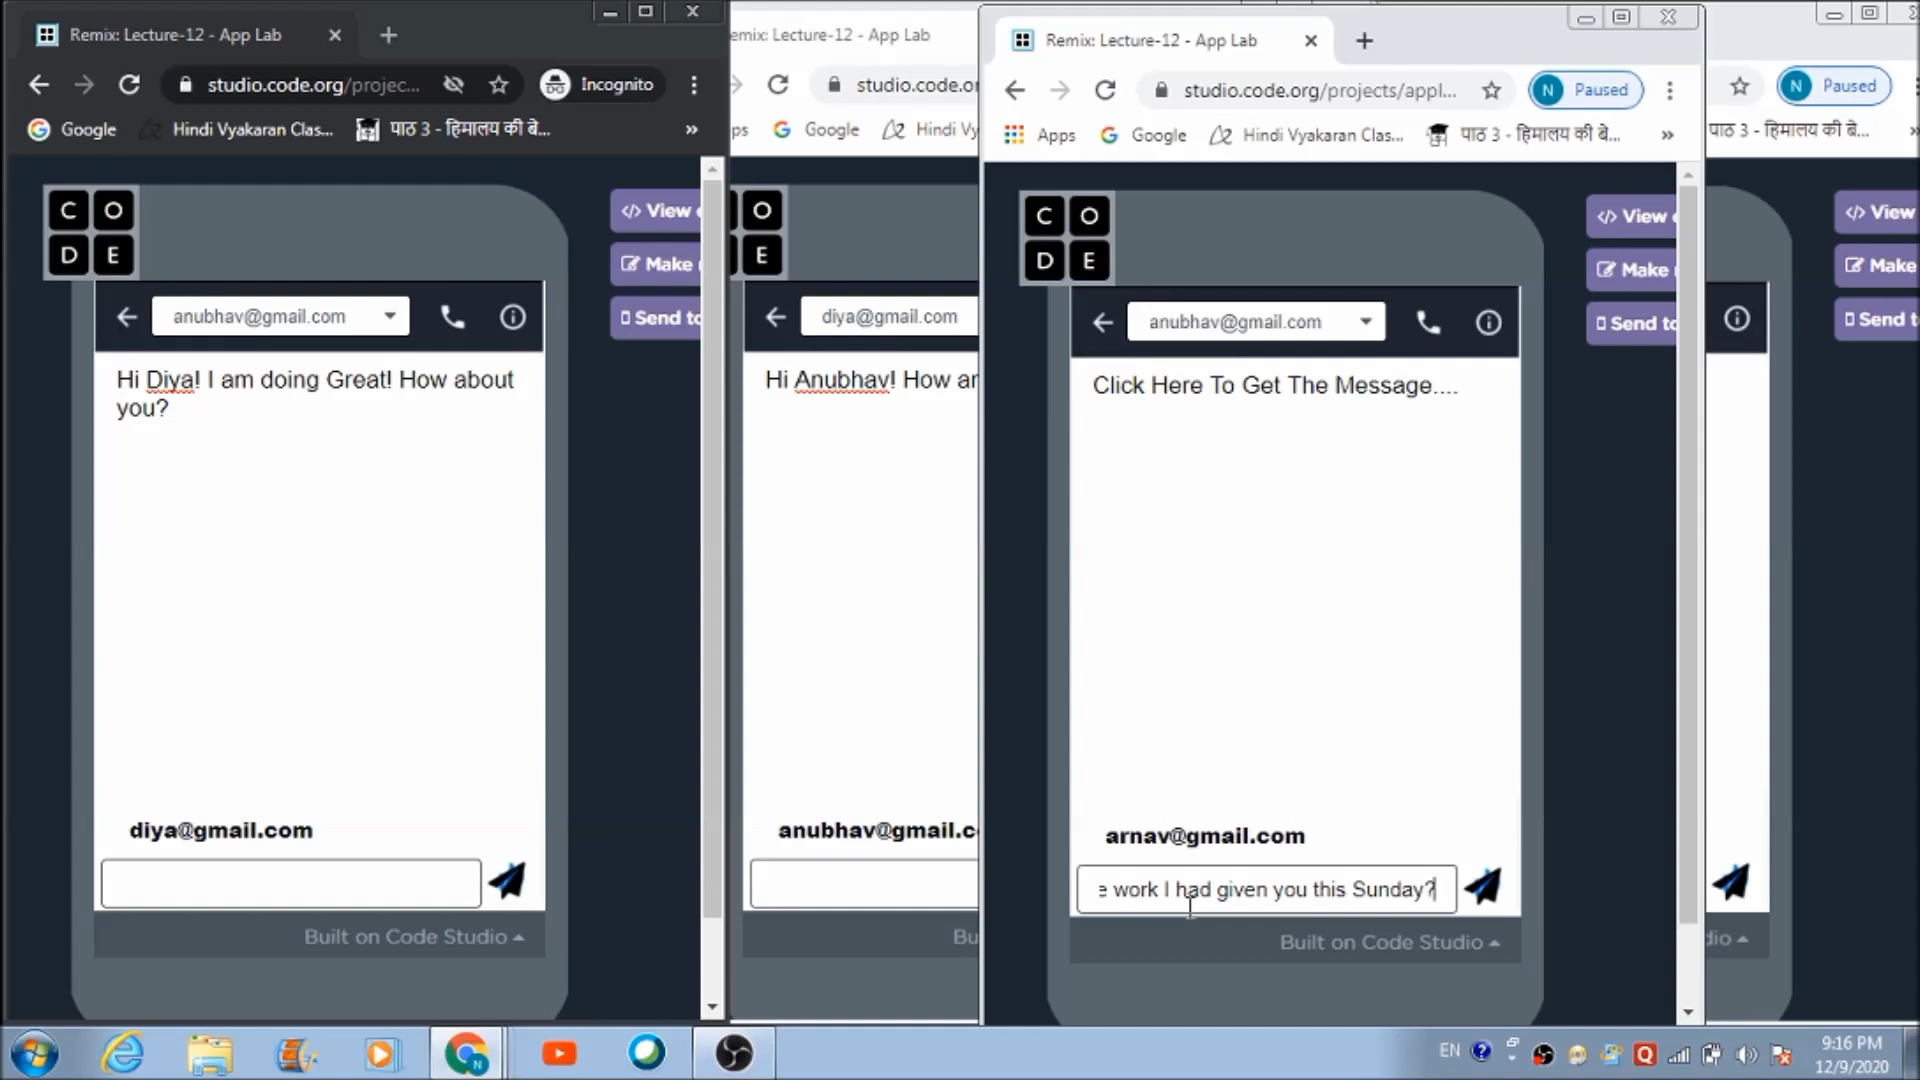 Remix: Lecture-12 - App Lab
studio.code.org/projec...
Incognito
Google
Hindi Vyakaran Clas...
पाठ 3 - हिमालय की बे...
»
C O
D E
View
Make
Send to
anubhav@gmail.com
Hi Diya! I am doing Great! How about
you?
diya@gmail.com
Built on Code Studio
emix: Lecture-12 - App Lab
studio.code.or
ps
Google
Hindi Vy
O
E
diya@gmail.com
Hi Anubhav! How ar
anubhav@gmail.c
Bu
Remix: Lecture-12 - App Lab
studio.code.org/projects/appl...
N Paused
Apps
Google
Hindi Vyakaran Clas...
पाठ 3 - हिमालय की बे...
»
C O
D E
View
Make
Send to
anubhav@gmail.com
Click Here To Get The Message....
arnav@gmail.com
e work I had given you this Sunday?
Built on Code Studio
N Paused
पाठ 3 - हिमालय की बे...
View
Make
Send to
dio
EN
9:16 PM
12/9/2020